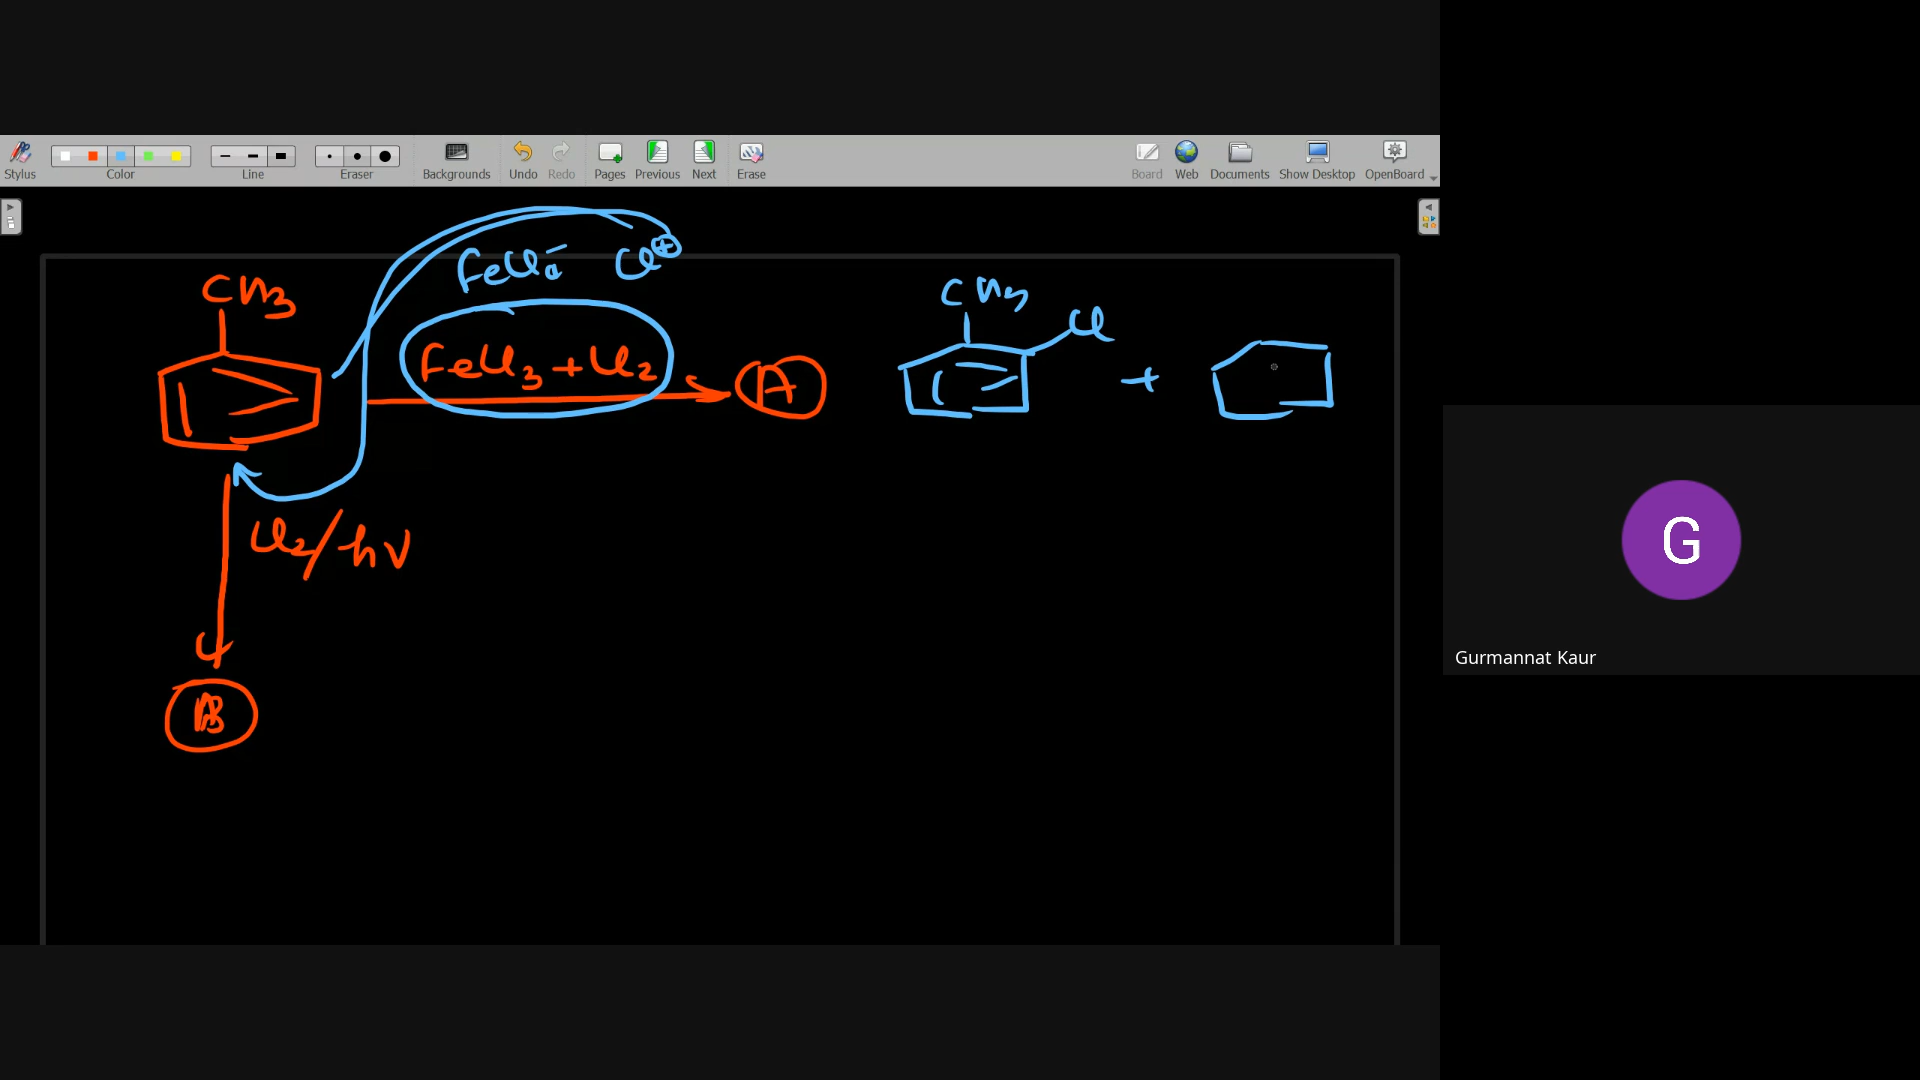 Stylus Color Line Eraser Backgrounds Undo Redo Pages Previous Next Erase Board Web Documents Show Desktop OpenBoard
FeCl₄⁻ Cl⊕
CH₃
FeCl₃ + Cl₂
A
CH₃
Cl
+
Cl₂/hν
B
G
Gurmannat Kaur